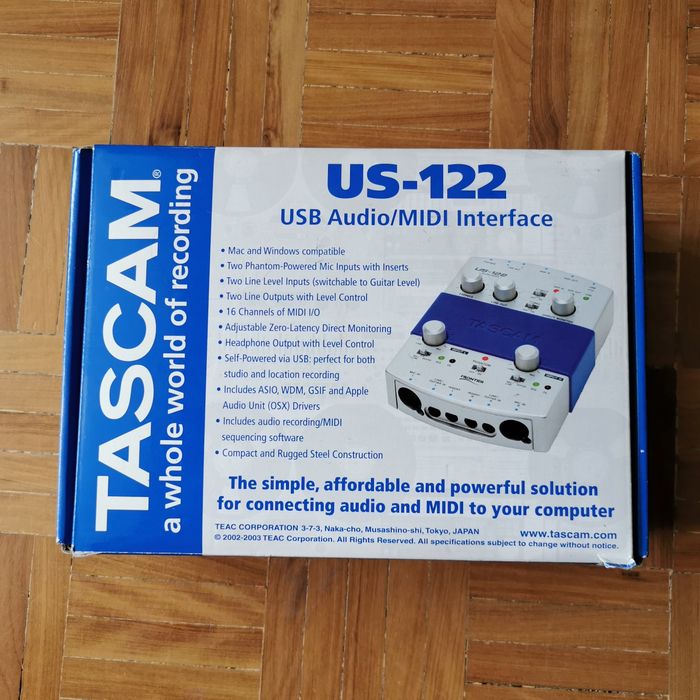 TASCAM®
a whole world of recording
US-122
USB Audio/MIDI Interface
• Mac and Windows compatible
• Two Phantom-Powered Mic Inputs with Inserts
• Two Line Level Inputs (switchable to Guitar Level)
• Two Line Outputs with Level Control
• 16 Channels of MIDI I/O
• Adjustable Zero-Latency Direct Monitoring
• Headphone Output with Level Control
• Self-Powered via USB: perfect for both
studio and location recording
• Includes ASIO, WDM, GSIF and Apple
Audio Unit (OSX) Drivers
• Includes audio recording/MIDI
sequencing software
• Compact and Rugged Steel Construction
US-122
TASCAM
FRONTIER
The simple, affordable and powerful solution
for connecting audio and MIDI to your computer
TEAC CORPORATION 3-7-3, Naka-cho, Musashino-shi, Tokyo, JAPAN
www.tascam.com
© 2002-2003 TEAC Corporation. All Rights Reserved. All specifications subject to change without notice.